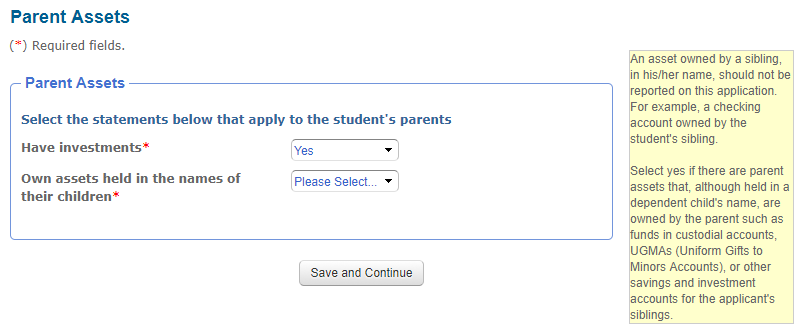 Parent Assets
(*) Required fields.
Parent Assets
Select the statements below that apply to the student's parents
Have investments*
Yes
Own assets held in the names of
their children*
Please Select...
Save and Continue
An asset owned by a sibling,
in his/her name, should not be
reported on this application.
For example, a checking
account owned by the
student's sibling.
Select yes if there are parent
assets that, although held in a
dependent child's name, are
owned by the parent such as
funds in custodial accounts,
UGMAs (Uniform Gifts to
Minors Accounts), or other
savings and investment
accounts for the applicant's
siblings.